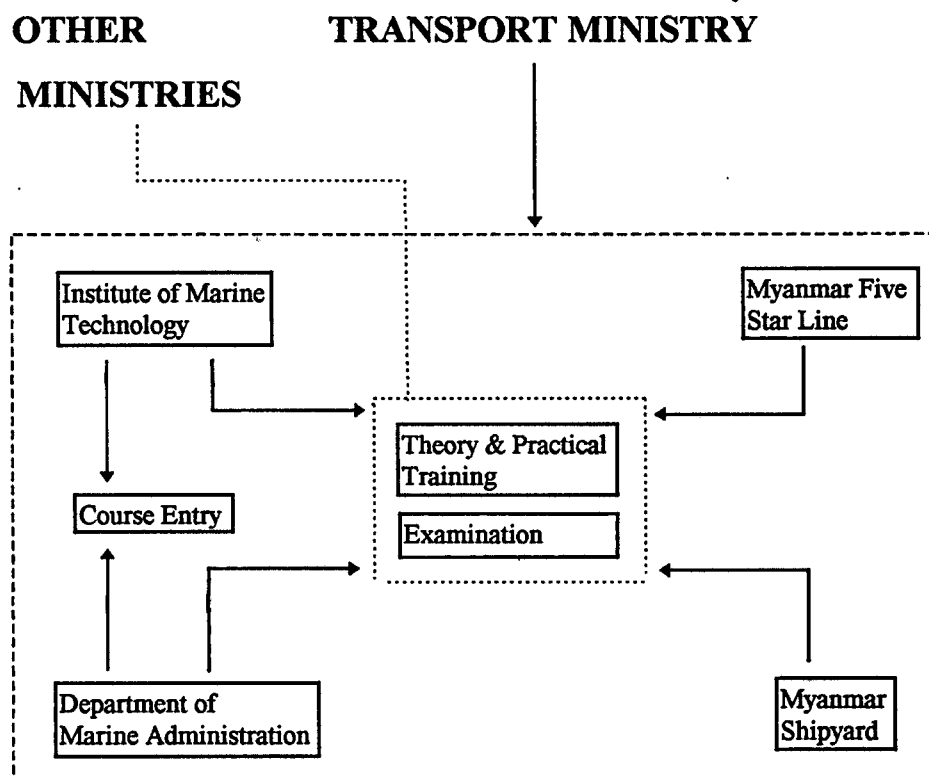 OTHER
MINISTRIES
TRANSPORT MINISTRY
Institute of Marine
Technology
Myanmar Five
Star Line
Theory & Practical
Training
Course Entry
Examination
Department of
Marine Administration
Myanmar
Shipyard